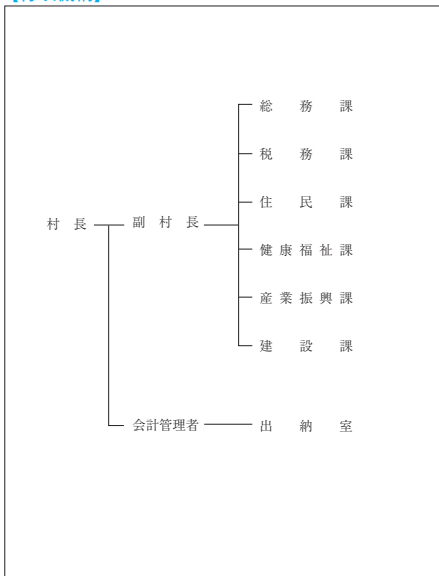 総務課
税務課
住民課
村長 副村長
健康福祉課
産業振興課
建設課
会計管理者 出納室